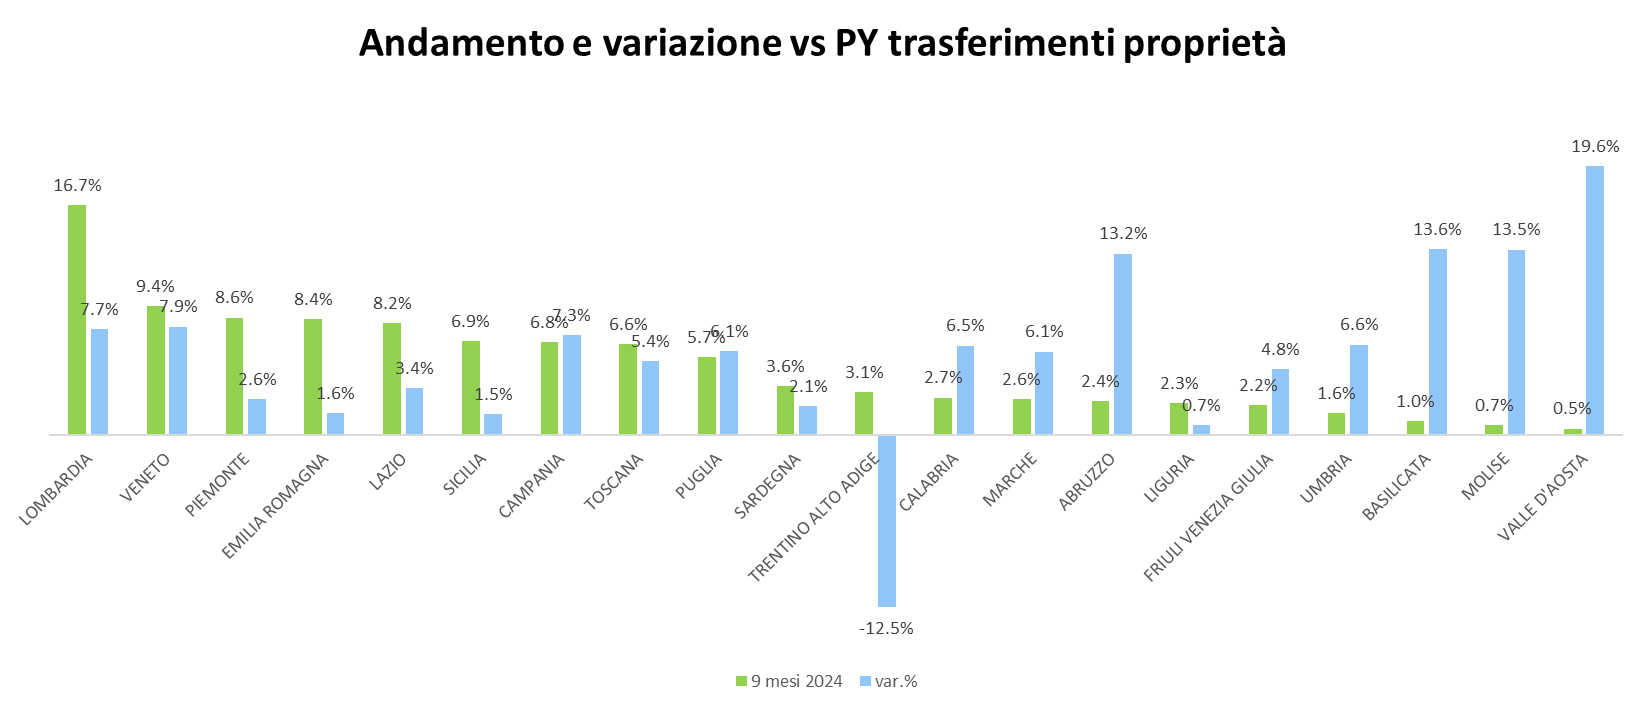 Andamento e variazione vs PY trasferimenti proprietà
16.7%
7.7%
9.4%
7.9%
8.6%
2.6%
8.4%
1.6%
8.2%
3.4%
6.9%
1.5%
6.8%
7.3%
6.6%
5.4%
5.7%
6.1%
3.6%
2.1%
3.1%
-12.5%
2.7%
6.5%
2.6%
6.1%
2.4%
13.2%
2.3%
0.7%
2.2%
4.8%
1.6%
6.6%
1.0%
13.6%
0.7%
13.5%
0.5%
19.6%
LOMBARDIA
VENETO
PIEMONTE
EMILIA ROMAGNA
LAZIO
SICILIA
CAMPANIA
TOSCANA
PUGLIA
SARDEGNA
TRENTINO ALTO ADIGE
CALABRIA
MARCHE
ABRUZZO
LIGURIA
FRIULI VENEZIA GIULIA
UMBRIA
BASILICATA
MOLISE
VALLE D'AOSTA
9 mesi 2024
var.%